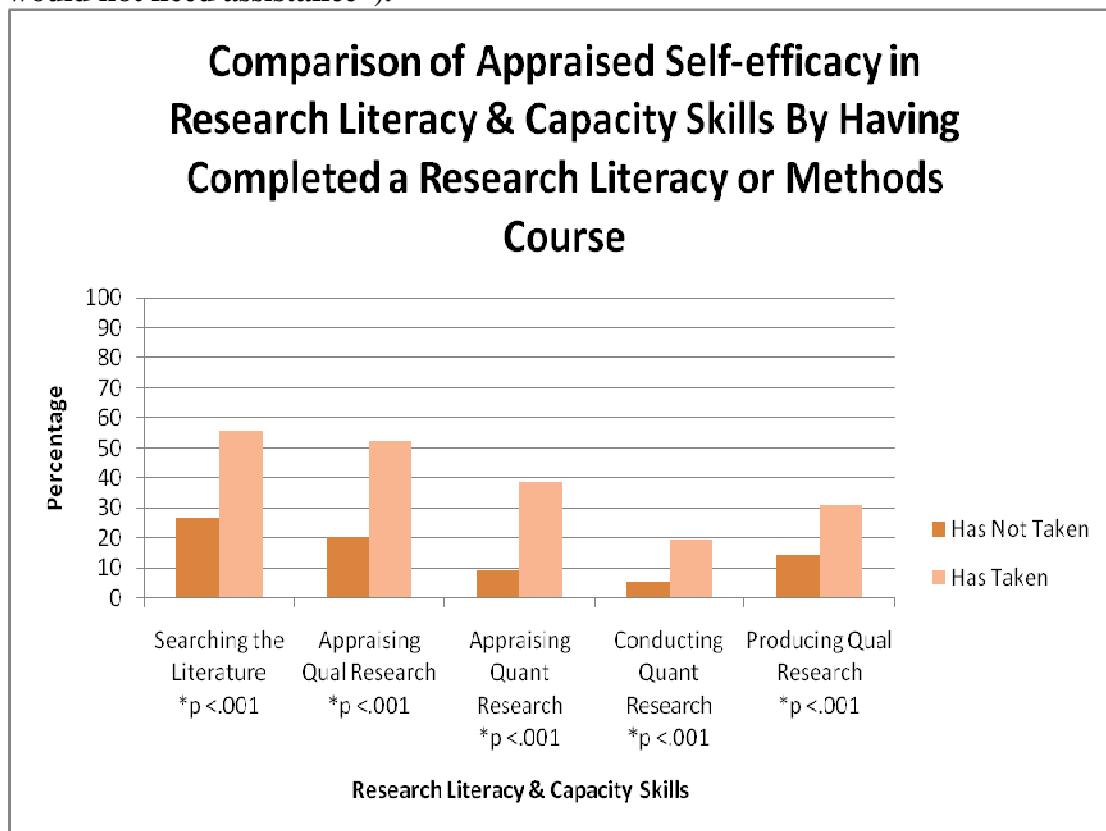 would not need assistance").
Comparison of Appraised Self-efficacy in
Research Literacy & Capacity Skills By Having
Completed a Research Literacy or Methods
Course
100
90
80
70
60
50
40
30
20
10
0
Percentage
Searching the
Literature
*p <.001
Appraising
Qual Research
*p <.001
Appraising
Quant
Research
*p <.001
Conducting
Quant
Research
*p <.001
Producing Qual
Research
*p <.001
Has Not Taken
Has Taken
Research Literacy & Capacity Skills